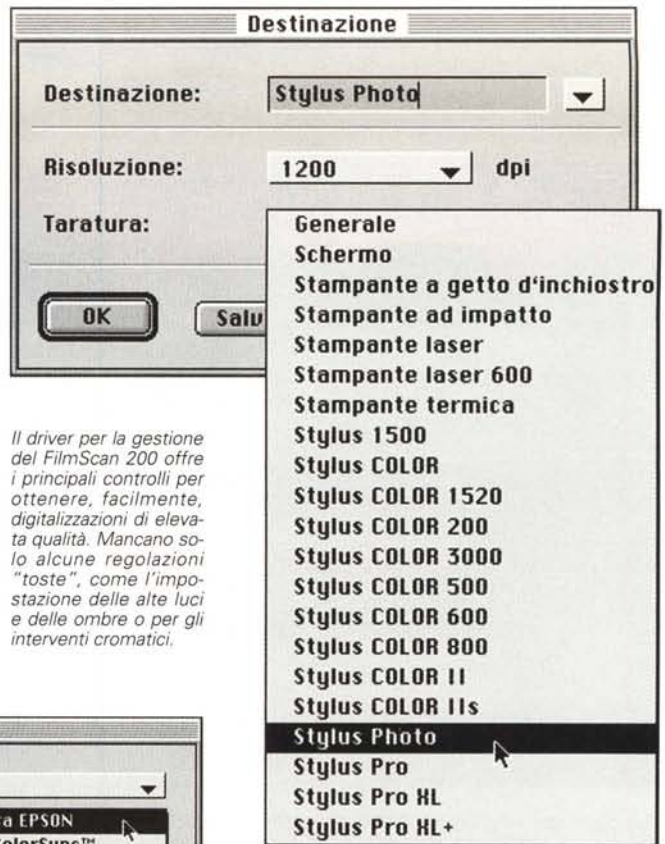 Destinazione
Destinazione: Stylus Photo
Risoluzione: 1200 dpi
Taratura:
OK
Generale
Schermo
Stampante a getto d'inchiostro
Stampante ad impatto
Stampante laser
Stampante laser 600
Stampante termica
Stylus 1500
Stylus COLOR
Stylus COLOR 1520
Stylus COLOR 200
Stylus COLOR 3000
Stylus COLOR 500
Stylus COLOR 600
Stylus COLOR 800
Stylus COLOR II
Stylus COLOR IIs
Stylus Photo
Stylus Pro
Stylus Pro XL
Stylus Pro XL+
Il driver per la gestione
del FilmScan 200 offre
i principali controlli per
ottenere, facilmente,
digitalizzazioni di eleva-
ta qualità. Mancano so-
lo alcune regolazioni
"toste", come l'impo-
stazione delle alte luci
e delle ombre o per gli
interventi cromatici.
EPSON